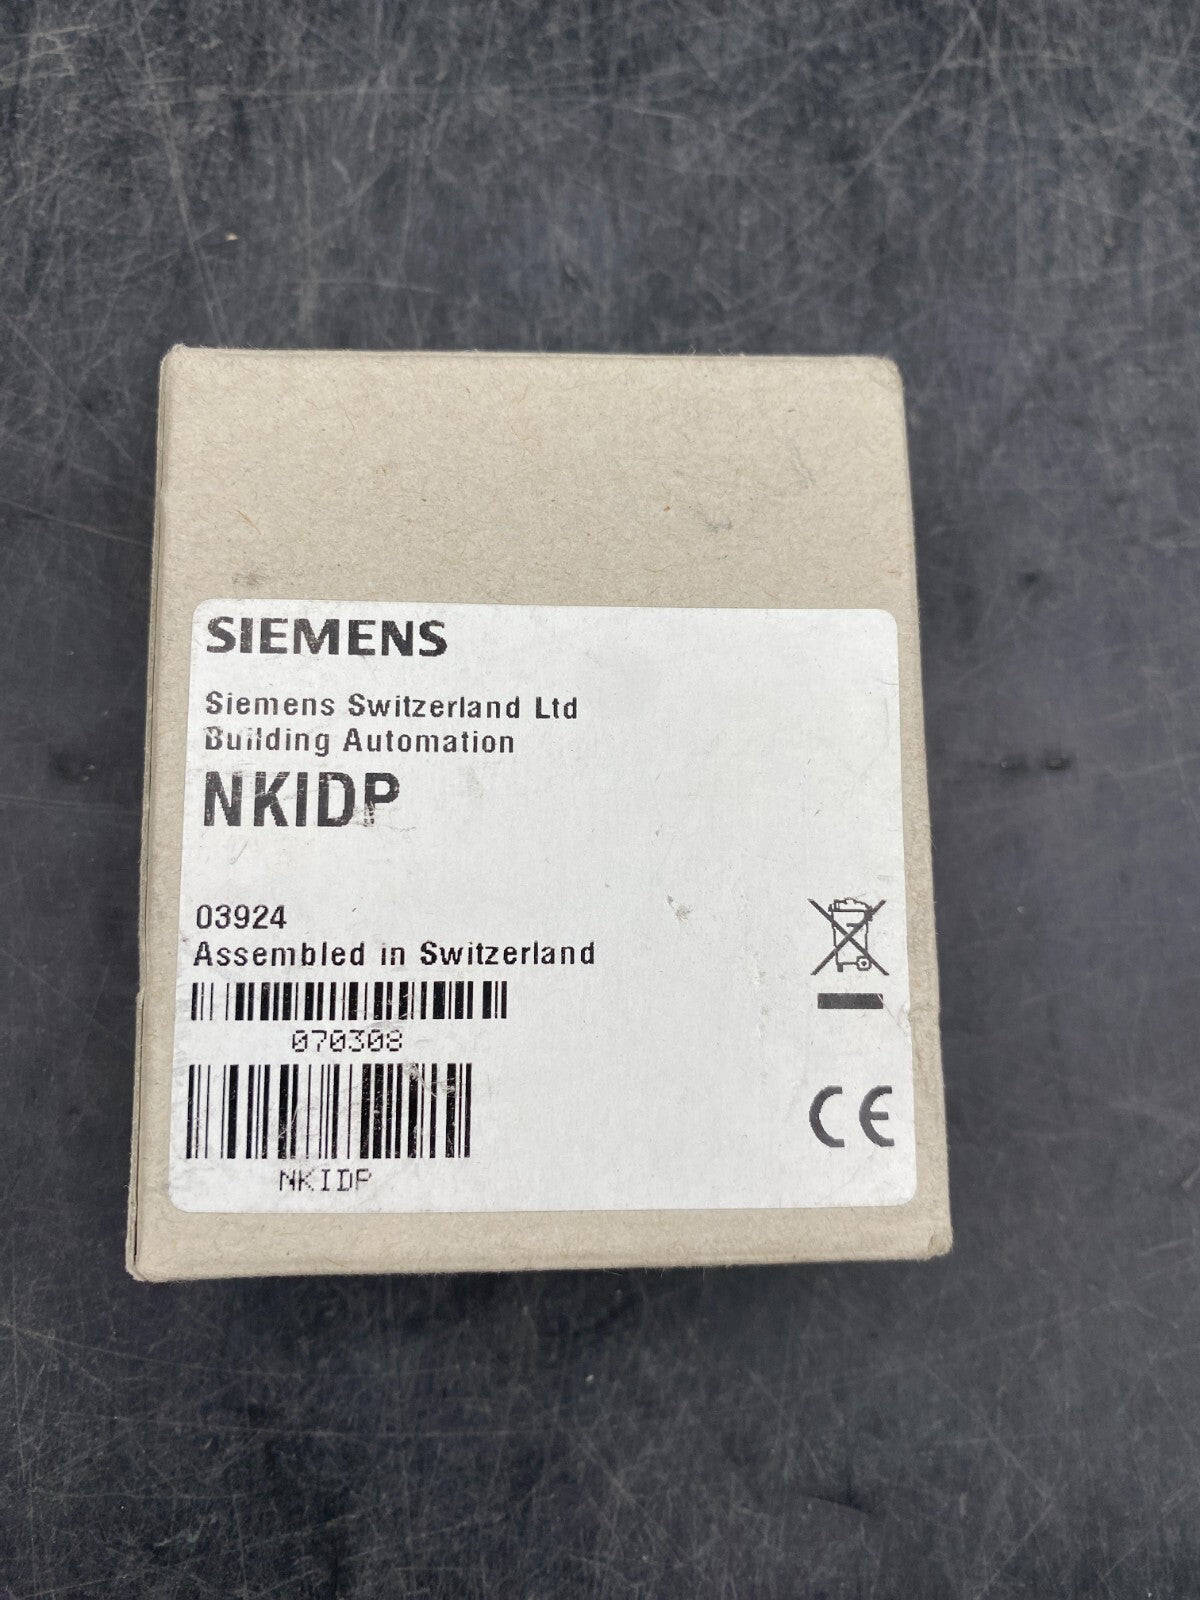 SIEMENS
Siemens Switzerland Ltd
Building Automation
NKIDP
03924
Assembled in Switzerland
070308
NKIDP
CE